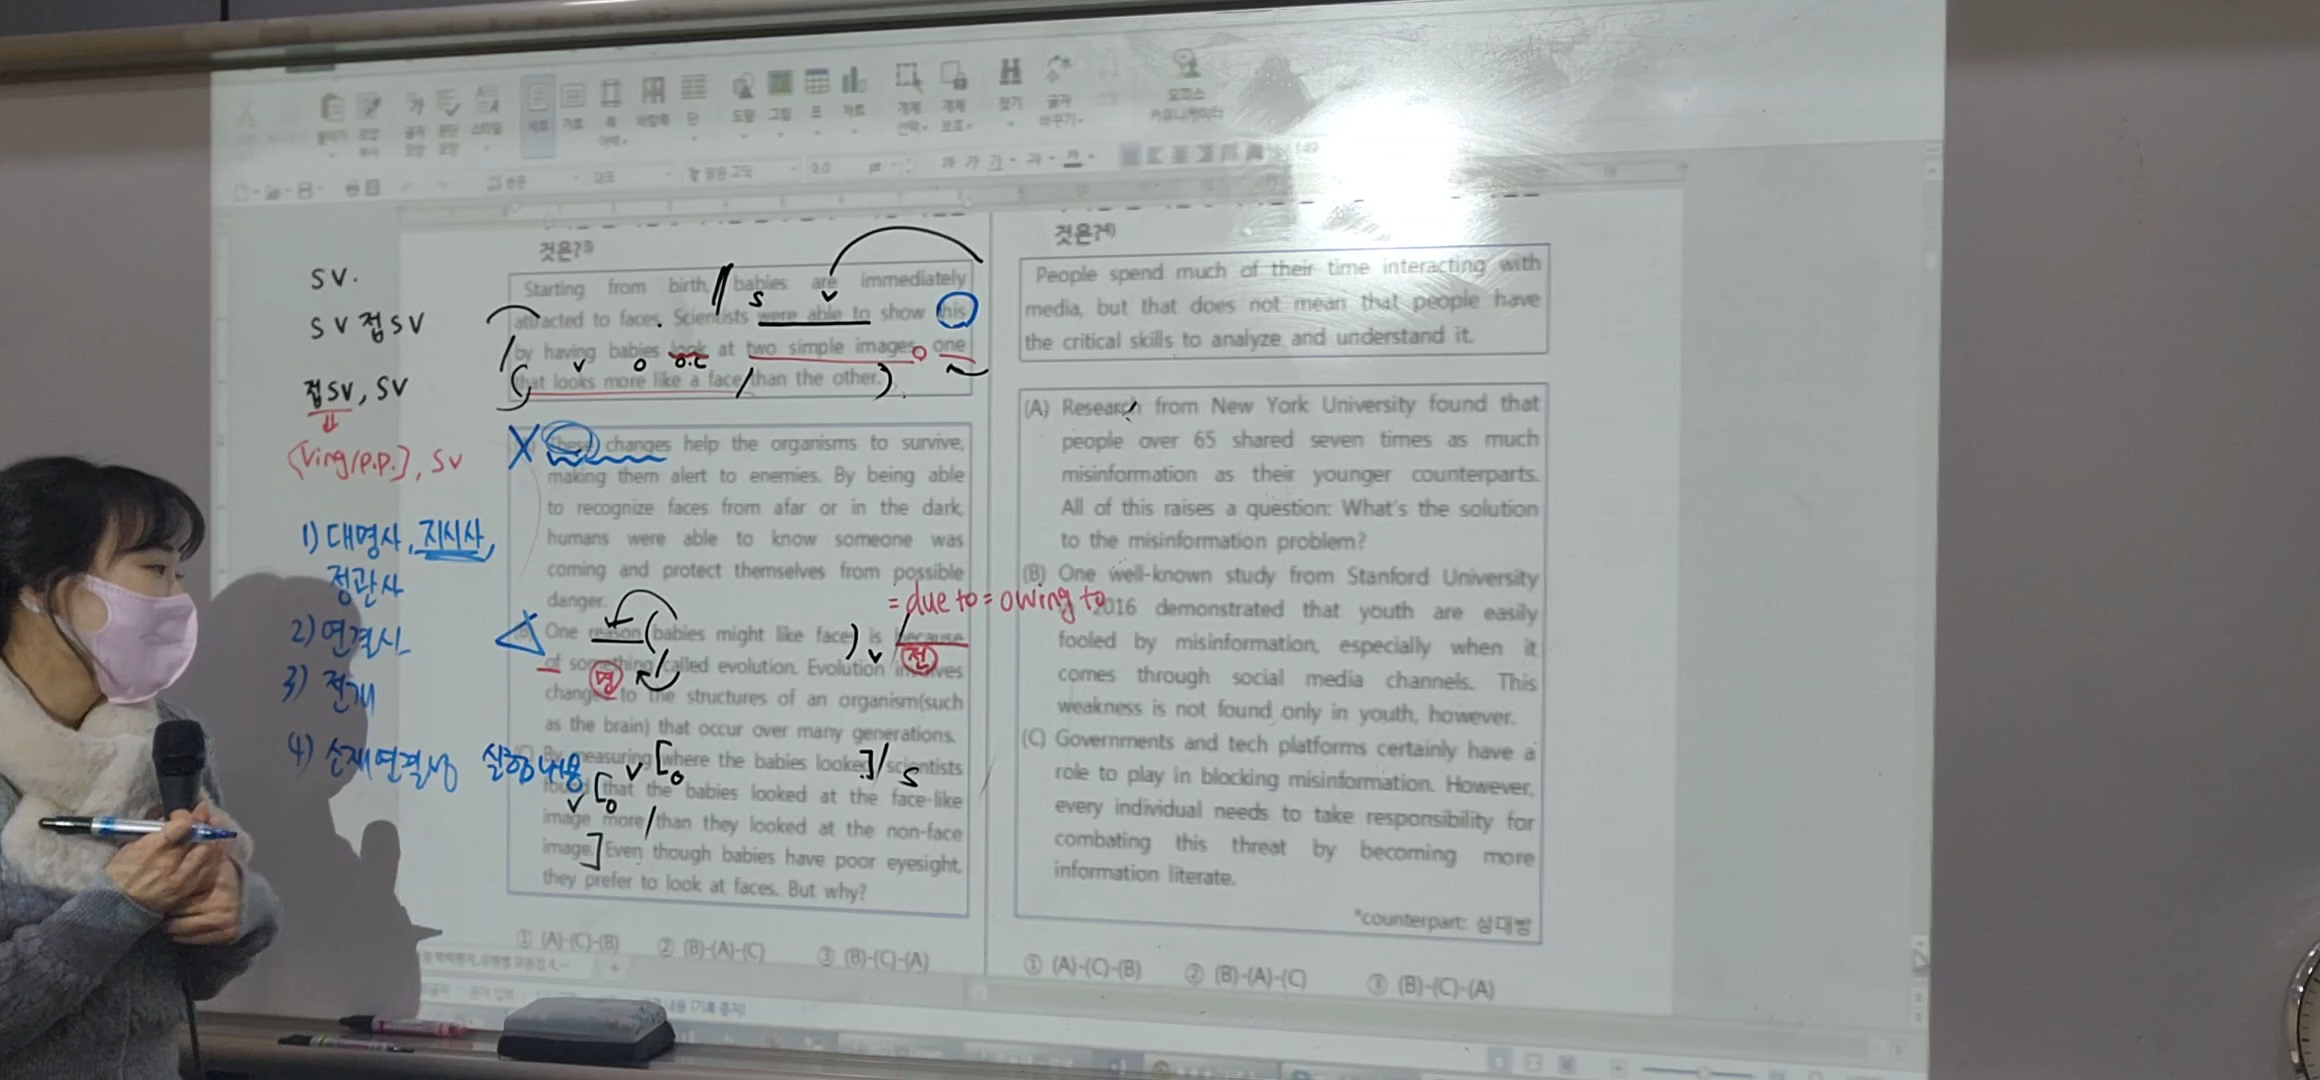 SV.
SV접SV
접SV, SV
(Ving/p.p.), SV
1) 대명사, 지시사,
정관사
2) 연결사
3) 전개
4) 소재연결성
실험내용
것은?
Starting from birth, babies are immediately
attracted to faces. Scientists were able to show this
by having babies look at two simple images, one
that looks more like a face than the other.
S V
V O O.C
X These changes help the organisms to survive,
making them alert to enemies. By being able
to recognize faces from afar or in the dark,
humans were able to know someone was
coming and protect themselves from possible
danger.
= due to = owing to
One reason babies might like faces is because
of something called evolution. Evolution involves
V 전
명
changes to the structures of an organism(such
as the brain) that occur over many generations.
By measuring where the babies looked, scientists
found that the babies looked at the face-like
V O S
V O
image more than they looked at the non-face
image. Even though babies have poor eyesight,
they prefer to look at faces. But why?
① (A)-(C)-(B) ② (B)-(A)-(C) ③ (B)-(C)-(A)
것은?
People spend much of their time interacting with
media, but that does not mean that people have
the critical skills to analyze and understand it.
(A) Research from New York University found that
people over 65 shared seven times as much
misinformation as their younger counterparts.
All of this raises a question: What's the solution
to the misinformation problem?
(B) One well-known study from Stanford University
2016 demonstrated that youth are easily
fooled by misinformation, especially when it
comes through social media channels. This
weakness is not found only in youth, however.
(C) Governments and tech platforms certainly have a
role to play in blocking misinformation. However,
every individual needs to take responsibility for
combating this threat by becoming more
information literate.
*counterpart: 상대방
① (A)-(C)-(B) ② (B)-(A)-(C) ③ (B)-(C)-(A)